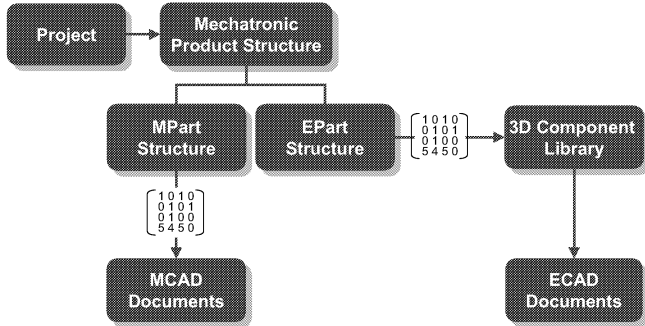 Project
Mechatronic
Product Structure
MPart
Structure
EPart
Structure
1 0 1 0
0 1 0 1
0 1 0 0
5 4 5 0
3D Component
Library
1 0 1 0
0 1 0 1
0 1 0 0
5 4 5 0
MCAD
Documents
ECAD
Documents